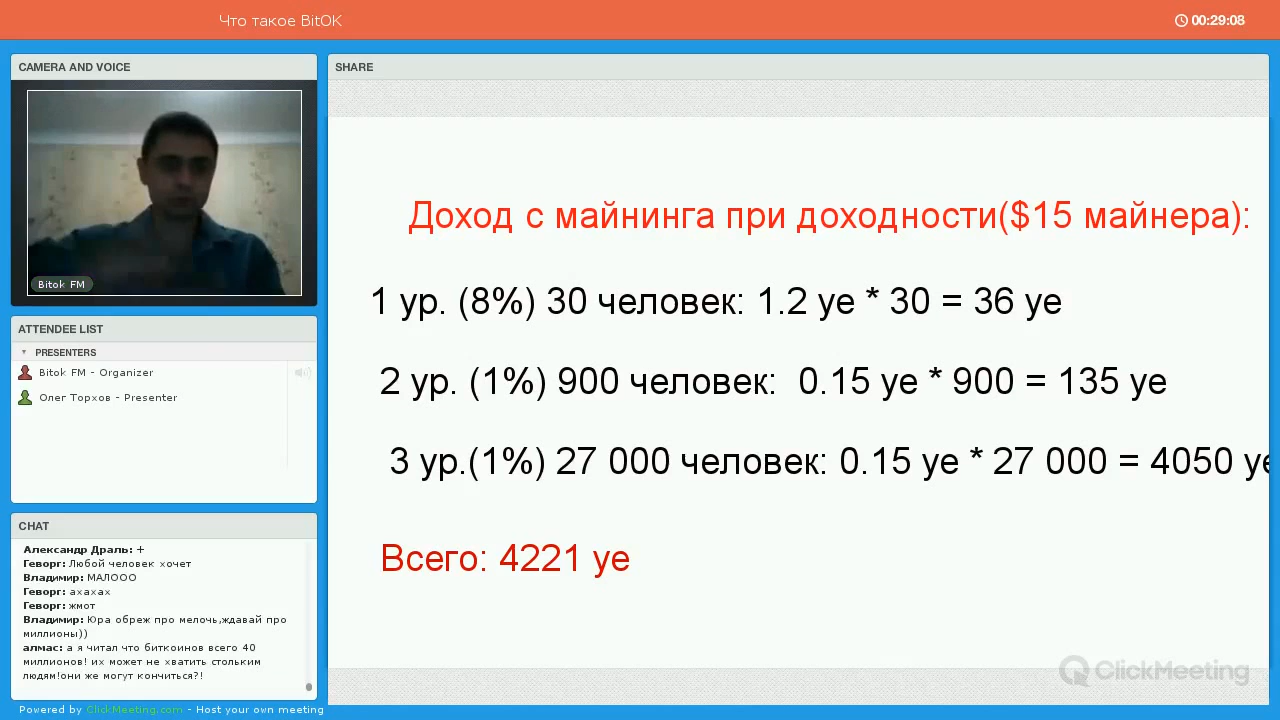 Что такое BitOK
00:29:08
CAMERA AND VOICE
Bitok FM
ATTENDEE LIST
PRESENTERS
Bitok FM - Organizer
Олег Торхов - Presenter
CHAT
Александр Драль: +
Геворг: Любой человек хочет
Владимир: МАЛООО
Геворг: ахахах
Геворг: жмот
Владимир: Юра обреж про мелочь,ждавай про
миллионы))
алмас: а я читал что биткоинов всего 40
миллионов! их может не хватить стольким
людям!они же могут кончиться?!
Powered by ClickMeeting.com - Host your own meeting
SHARE
Доход с майнинга при доходности($15 майнера):
1 ур. (8%) 30 человек: 1.2 уе * 30 = 36 уе
2 ур. (1%) 900 человек: 0.15 уе * 900 = 135 уе
3 ур.(1%) 27 000 человек: 0.15 уе * 27 000 = 4050 уе
Всего: 4221 уе
ClickMeeting